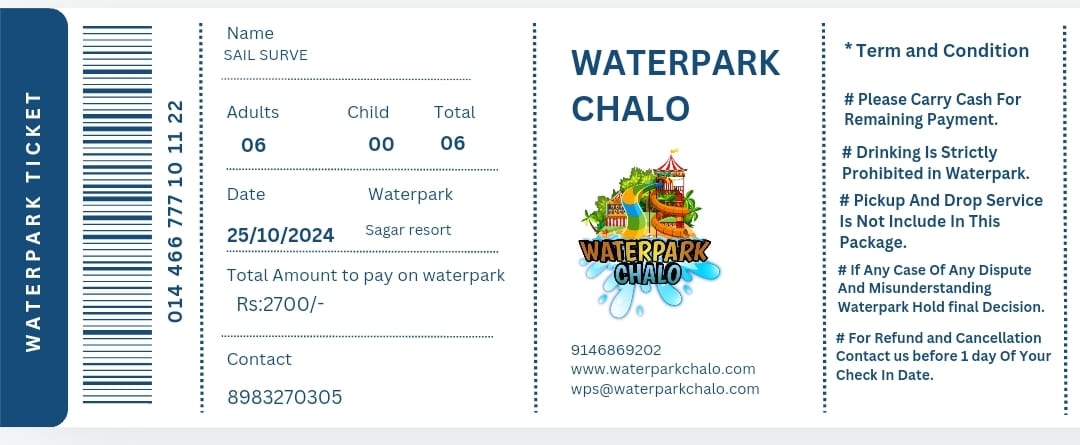 WATERPARK TICKET
014 466 777 10 11 22
Name
SAIL SURVE
Adults Child Total
06 00 06
Date Waterpark
25/10/2024 Sagar resort
Total Amount to pay on waterpark
Rs:2700/-
Contact
8983270305
WATERPARK
CHALO
WATERPARK
CHALO
9146869202
www.waterparkchalo.com
wps@waterparkchalo.com
* Term and Condition
# Please Carry Cash For
Remaining Payment.
# Drinking Is Strictly
Prohibited in Waterpark.
# Pickup And Drop Service
Is Not Include In This
Package.
# If Any Case Of Any Dispute
And Misunderstanding
Waterpark Hold final Decision.
# For Refund and Cancellation
Contact us before 1 day Of Your
Check In Date.